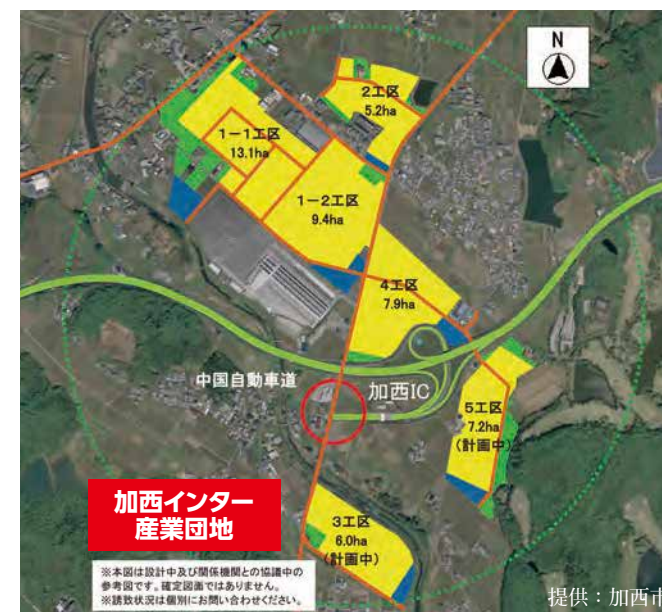 N
2工区
5.2ha
1-1工区
13.1ha
1-2工区
9.4ha
4工区
7.9ha
中国自動車道
加西IC
5工区
7.2ha
(計画中)
加西インター
産業団地
3工区
6.0ha
(計画中)
※本図は設計中及び関係機関との協議中の
参考図です。確定図面ではありません。
※誘致状況は個別にお問い合わせください。
提供：加西市